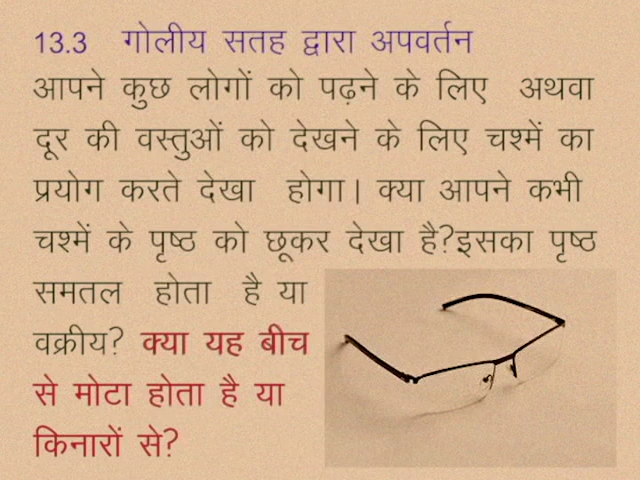 13.3 गोलीय सतह द्वारा अपवर्तन
आपने कुछ लोगों को पढ़ने के लिए अथवा
दूर की वस्तुओं को देखने के लिए चश्में का
प्रयोग करते देखा होगा। क्या आपने कभी
चश्में के पृष्ठ को छूकर देखा है?इसका पृष्ठ
समतल होता है या
वक्रीय? क्या यह बीच
से मोटा होता है या
किनारों से?